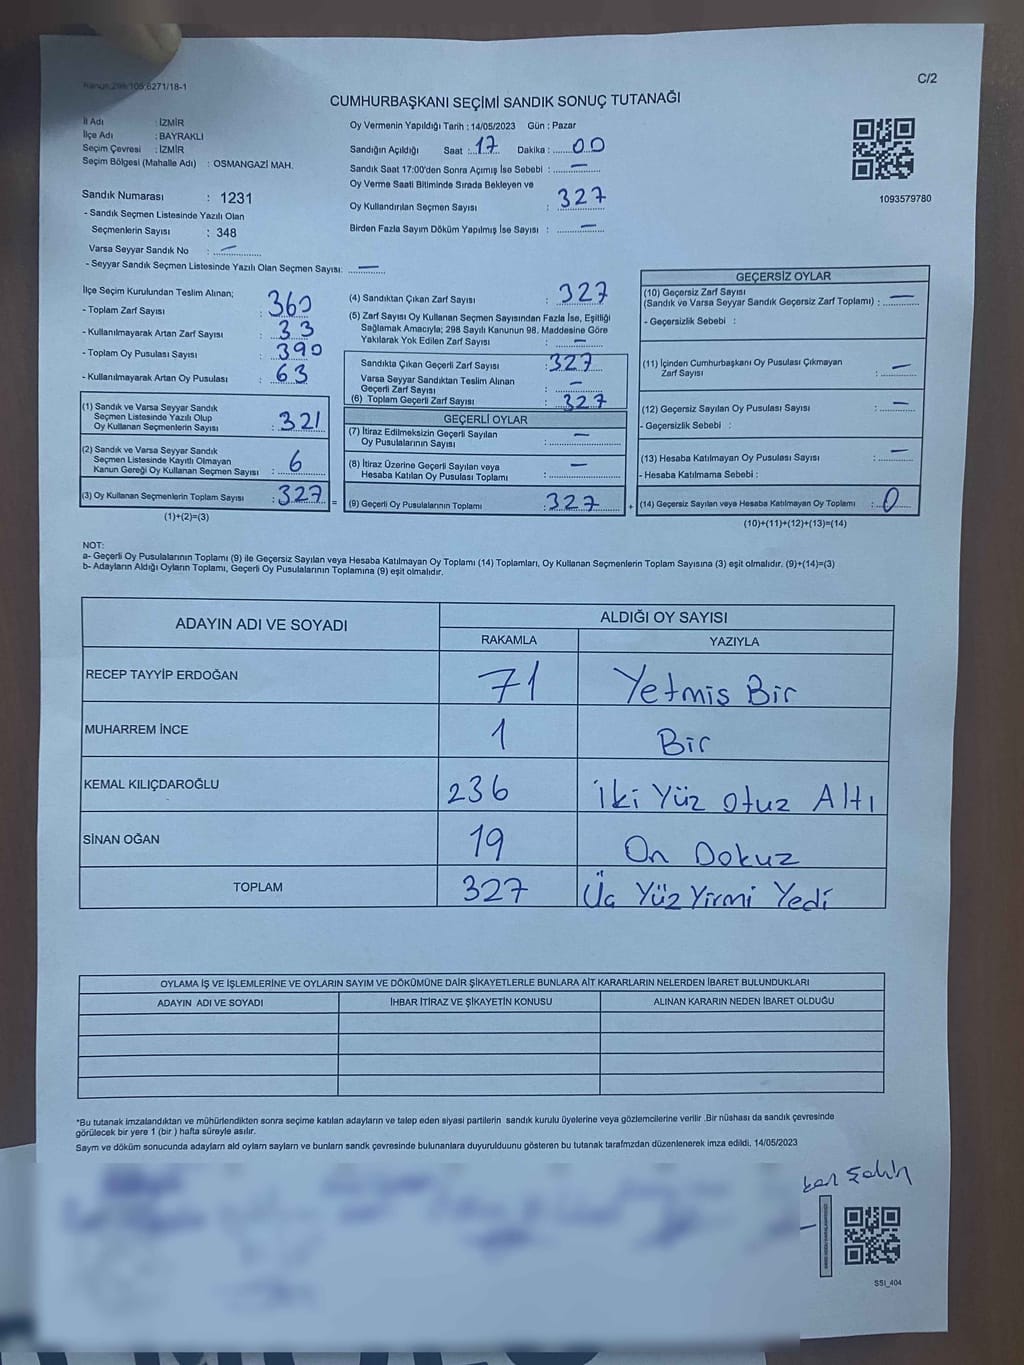 Kanun:298/106;6271/18-1
C/2
CUMHURBAŞKANI SEÇİMİ SANDIK SONUÇ TUTANAĞI
İl Adı : İZMİR
İlçe Adı : BAYRAKLI
Seçim Çevresi : İZMİR
Seçim Bölgesi (Mahalle Adı) : OSMANGAZİ MAH.
Sandık Numarası : 1231
- Sandık Seçmen Listesinde Yazılı Olan
Seçmenlerin Sayısı : 348
Varsa Seyyar Sandık No : —
- Seyyar Sandık Seçmen Listesinde Yazılı Olan Seçmen Sayısı: —
Oy Vermenin Yapıldığı Tarih : 14/05/2023 Gün : Pazar
Sandığın Açıldığı Saat : 17 Dakika : 00
Sandık Saat 17:00'den Sonra Açımış İse Sebebi : —
Oy Verme Saati Bitiminde Sırada Bekleyen ve
Oy Kullandırılan Seçmen Sayısı : 327
Birden Fazla Sayım Döküm Yapılmış İse Sayısı : —
1093579780
İlçe Seçim Kurulundan Teslim Alınan;
- Toplam Zarf Sayısı : 360
- Kullanılmayarak Artan Zarf Sayısı : 33
- Toplam Oy Pusulası Sayısı : 390
- Kullanılmayarak Artan Oy Pusulası : 63
(1) Sandık ve Varsa Seyyar Sandık
Seçmen Listesinde Yazılı Olup
Oy Kullanan Seçmenlerin Sayısı : 321
(2) Sandık ve Varsa Seyyar Sandık
Seçmen Listesinde Kayıtlı Olmayan
Kanun Gereği Oy Kullanan Seçmen Sayısı : 6
(3) Oy Kullanan Seçmenlerin Toplam Sayısı : 327 =
(1)+(2)=(3)
(4) Sandıktan Çıkan Zarf Sayısı : 327
(5) Zarf Sayısı Oy Kullanan Seçmen Sayısından Fazla İse, Eşitliği
Sağlamak Amacıyla; 298 Sayılı Kanunun 98. Maddesine Göre
Yakılarak Yok Edilen Zarf Sayısı : —
Sandıkta Çıkan Geçerli Zarf Sayısı : 327
Varsa Seyyar Sandıktan Teslim Alınan
Geçerli Zarf Sayısı : —
(6) Toplam Geçerli Zarf Sayısı : 327
GEÇERLİ OYLAR
(7) İtiraz Edilmeksizin Geçerli Sayılan
Oy Pusulalarının Sayısı : —
(8) İtiraz Üzerine Geçerli Sayılan veya
Hesaba Katılan Oy Pusulası Toplamı : —
(9) Geçerli Oy Pusulalarının Toplamı : 327 +
GEÇERSİZ OYLAR
(10) Geçersiz Zarf Sayısı
(Sandık ve Varsa Seyyar Sandık Geçersiz Zarf Toplamı) : —
- Geçersizlik Sebebi :
(11) İçinden Cumhurbaşkanı Oy Pusulası Çıkmayan
Zarf Sayısı : —
(12) Geçersiz Sayılan Oy Pusulası Sayısı : —
- Geçersizlik Sebebi :
(13) Hesaba Katılmayan Oy Pusulası Sayısı : —
- Hesaba Katılmama Sebebi :
(14) Geçersiz Sayılan veya Hesaba Katılmayan Oy Toplamı : 0
(10)+(11)+(12)+(13)=(14)
NOT:
a- Geçerli Oy Pusulalarının Toplamı (9) ile Geçersiz Sayılan veya Hesaba Katılmayan Oy Toplamı (14) Toplamları, Oy Kullanan Seçmenlerin Toplam Sayısına (3) eşit olmalıdır. (9)+(14)=(3)
b- Adayların Aldığı Oyların Toplamı, Geçerli Oy Pusulalarının Toplamına (9) eşit olmalıdır.
ADAYIN ADI VE SOYADI ALDIĞI OY SAYISI
RAKAMLA YAZIYLA
RECEP TAYYİP ERDOĞAN 71 Yetmiş Bir
MUHARREM İNCE 1 Bir
KEMAL KILIÇDAROĞLU 236 İki Yüz Otuz Altı
SİNAN OĞAN 19 On Dokuz
TOPLAM 327 Üç Yüz Yirmi Yedi
OYLAMA İŞ VE İŞLEMLERİNE VE OYLARIN SAYIM VE DÖKÜMÜNE DAİR ŞİKAYETLERLE BUNLARA AİT KARARLARIN NELERDEN İBARET BULUNDUKLARI
ADAYIN ADI VE SOYADI İHBAR İTİRAZ VE ŞİKAYETİN KONUSU ALINAN KARARIN NEDEN İBARET OLDUĞU
*Bu tutanak imzalandıktan ve mühürlendikten sonra seçime katılan adayların ve talep eden siyasi partilerin sandık kurulu üyelerine veya gözlemcilerine verilir .Bir nüshası da sandık çevresinde
görülecek bir yere 1 (bir ) hafta süreyle asılır.
Sayım ve döküm sonucunda adayların ald oyların sayların ve bunların sandk çevresinde bulunanlara duyurulduunu gösteren bu tutanak tarafmzdan düzenlenerek imza edildi. 14/05/2023
SSI_404